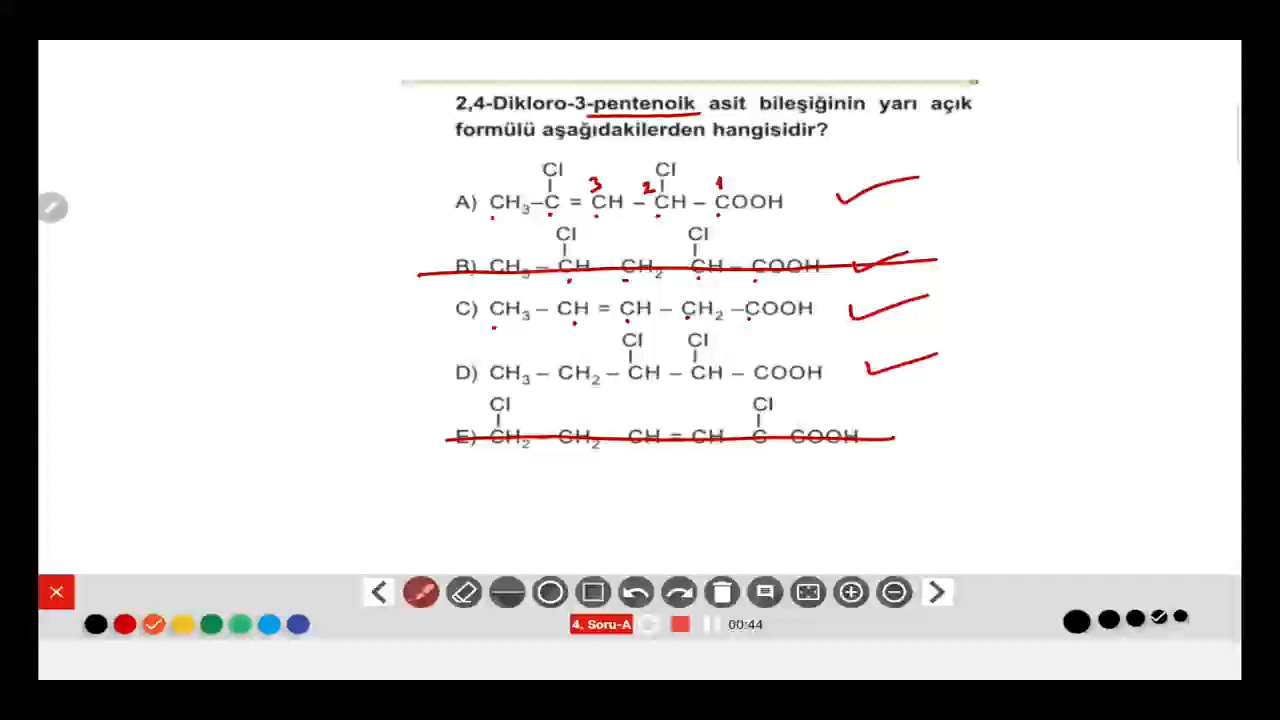 2,4-Dikloro-3-pentenoik asit bileşiğinin yarı açık
formülü aşağıdakilerden hangisidir?
Cl Cl
3 2 1
A) CH₃–C = CH – CH – COOH
Cl Cl
B) CH₃ – CH CH₂ CH – COOH
C) CH₃ – CH = CH – CH₂ –COOH
Cl Cl
D) CH₃ – CH₂ – CH – CH – COOH
Cl Cl
E) CH₂ CH₂ CH = CH C COOH
4. Soru-A 00:44